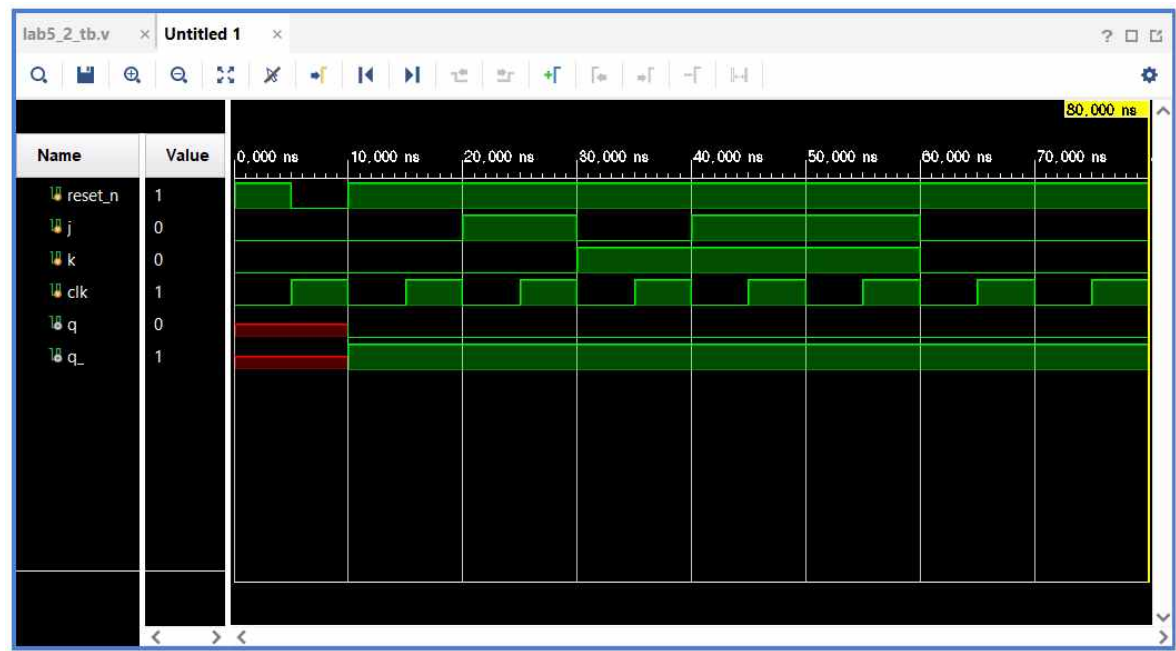 lab5_2_tb.v × Untitled 1 ×
? 
80.000 ns
Name Value 0.000 ns 10.000 ns 20.000 ns 30.000 ns 40.000 ns 50.000 ns 60.000 ns 70.000 ns
reset_n 1
j 0
k 0
clk 1
q 0
q_ 1